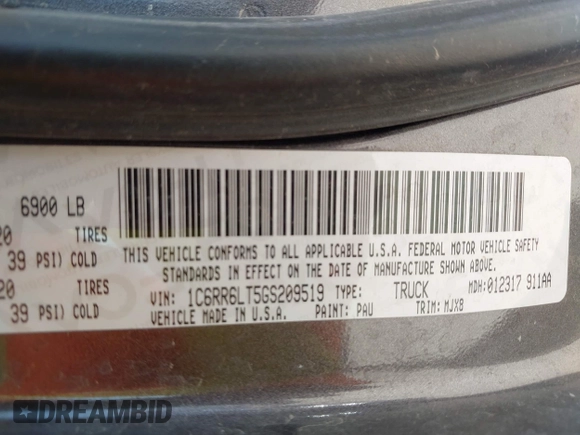 6900 LB
20 TIRES
39 PSI) COLD
20 TIRES
39 PSI) COLD
THIS VEHICLE CONFORMS TO ALL APPLICABLE U.S.A. FEDERAL MOTOR VEHICLE SAFETY
STANDARDS IN EFFECT ON THE DATE OF MANUFACTURE SHOWN ABOVE.
VIN: 1C6RR6LT5GS209519 TYPE: TRUCK MDH: 012317 911AA
VEHICLE MADE IN U.S.A. PAINT: PAU TRIM: MJX8
DREAMBID